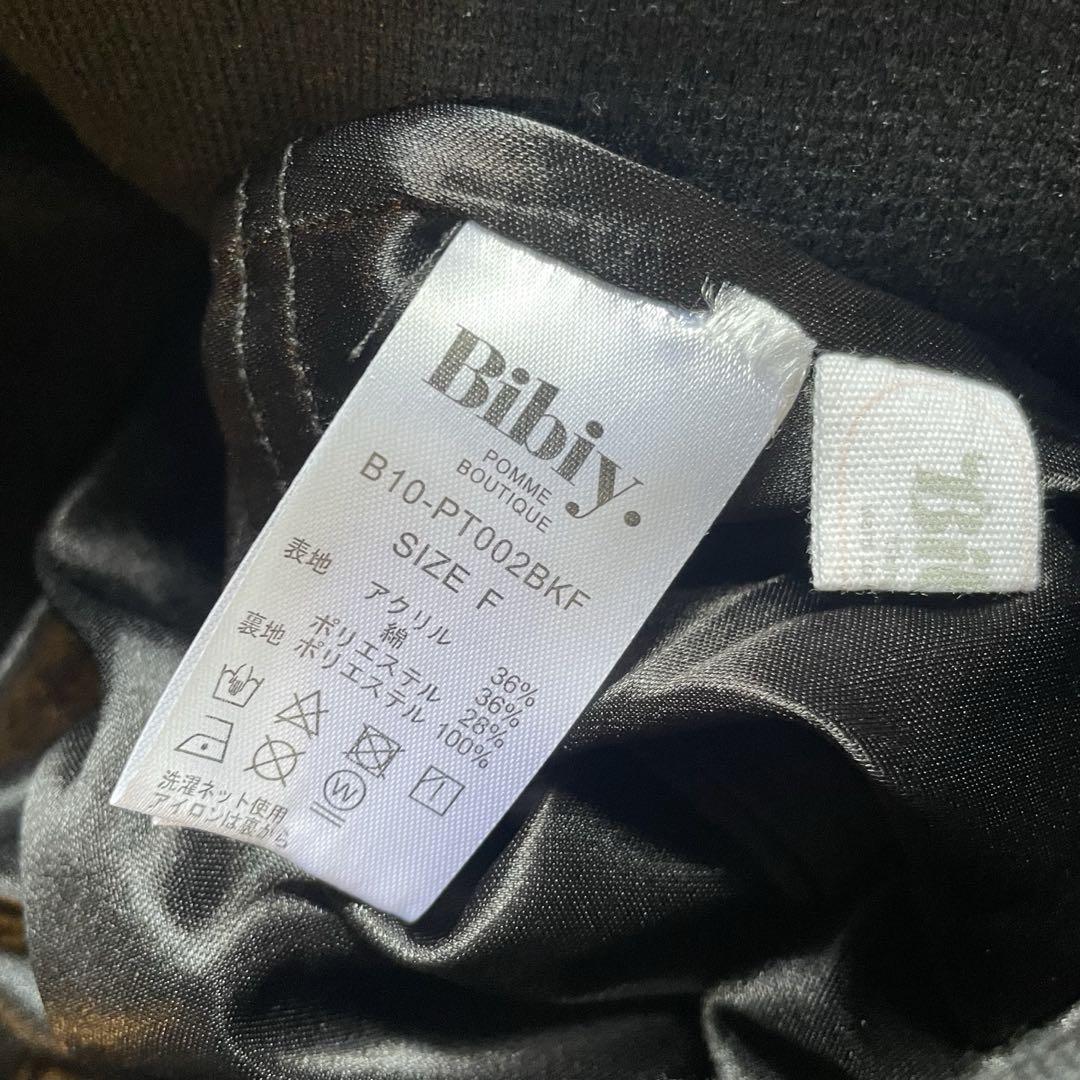 Bibiy.
POMME
BOUTIQUE
B10-PT002BKF
SIZE F
表地 アクリル 36%
綿 36%
ポリエステル 28%
裏地 ポリエステル 100%
W
洗濯ネット使用
アイロンは裏から